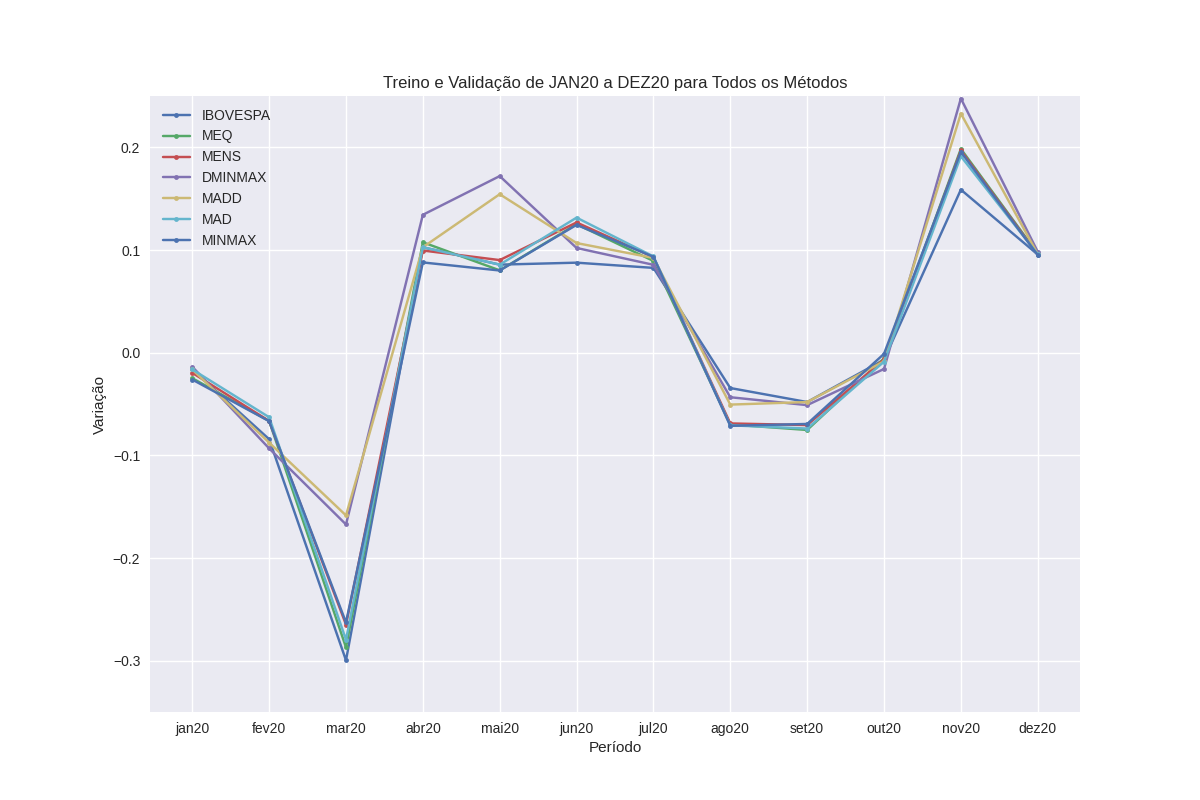 Treino e Validação de JAN20 a DEZ20 para Todos os Métodos
IBOVESPA
MEQ
MENS
DMINMAX
MADD
MAD
MINMAX
0.2
0.1
0.0
−0.1
−0.2
−0.3
Variação
jan20 fev20 mar20 abr20 mai20 jun20 jul20 ago20 set20 out20 nov20 dez20
Período